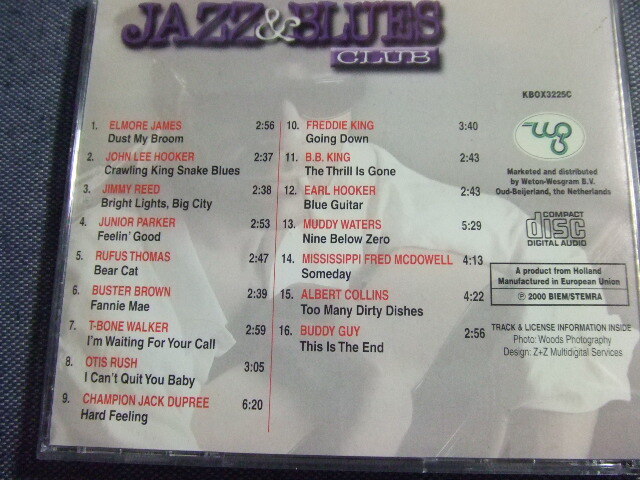 JAZZ & BLUES
CLUB
1. ELMORE JAMES 2:56
Dust My Broom
2. JOHN LEE HOOKER 2:37
Crawling King Snake Blues
3. JIMMY REED 2:38
Bright Lights, Big City
4. JUNIOR PARKER 2:53
Feelin' Good
5. RUFUS THOMAS 2:47
Bear Cat
6. BUSTER BROWN 2:39
Fannie Mae
7. T-BONE WALKER 2:59
I'm Waiting For Your Call
8. OTIS RUSH 3:05
I Can't Quit You Baby
9. CHAMPION JACK DUPREE 6:20
Hard Feeling
10. FREDDIE KING 3:40
Going Down
11. B.B. KING 2:43
The Thrill Is Gone
12. EARL HOOKER 2:43
Blue Guitar
13. MUDDY WATERS 5:29
Nine Below Zero
14. MISSISSIPPI FRED MCDOWELL 4:13
Someday
15. ALBERT COLLINS 4:22
Too Many Dirty Dishes
16. BUDDY GUY 2:56
This Is The End
KBOX3225C
wg
Marketed and distributed
by Weton-Wesgram B.V.
Oud-Beijerland, the Netherlands
COMPACT
disc
DIGITAL AUDIO
A product from Holland
Manufactured in European Union
℗ 2000 BIEM/STEMRA
TRACK & LICENSE INFORMATION INSIDE
Photo: Woods Photography
Design: Z+Z Multidigital Services